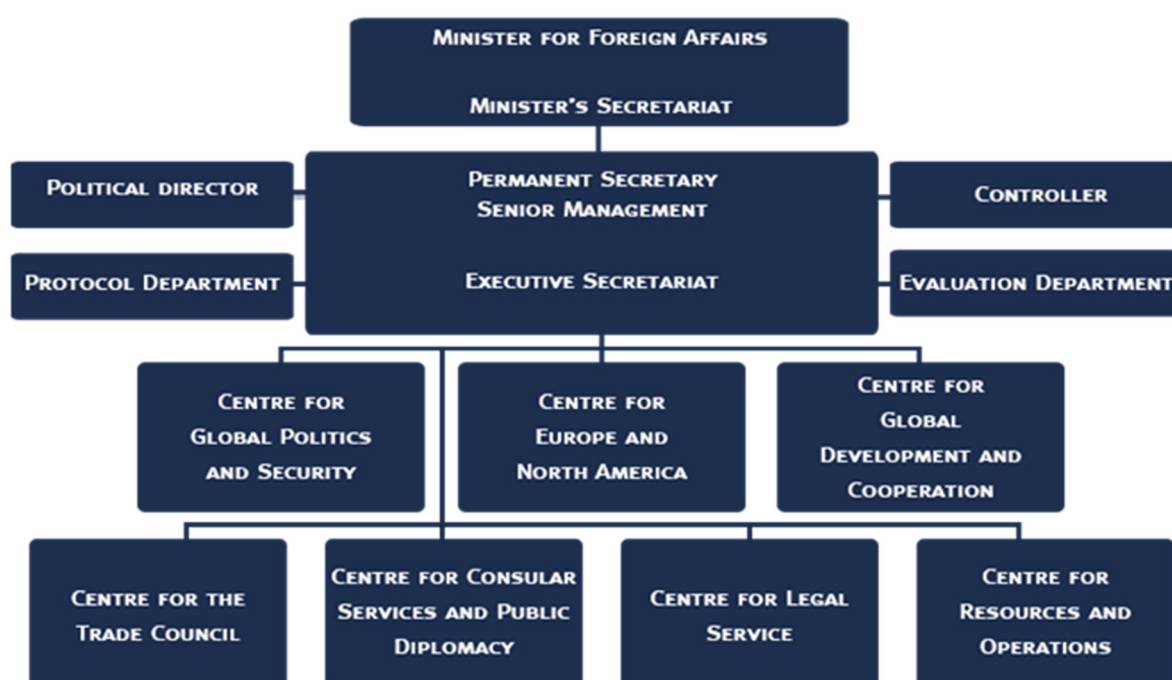 Minister for Foreign Affairs
Minister's Secretariat
Political director
Permanent Secretary
Senior Management
Controller
Protocol Department
Executive Secretariat
Evaluation Department
Centre for
Global Politics
and Security
Centre for
Europe and
North America
Centre for
Global
Development and
Cooperation
Centre for the
Trade Council
Centre for Consular
Services and Public
Diplomacy
Centre for Legal
Service
Centre for
Resources and
Operations